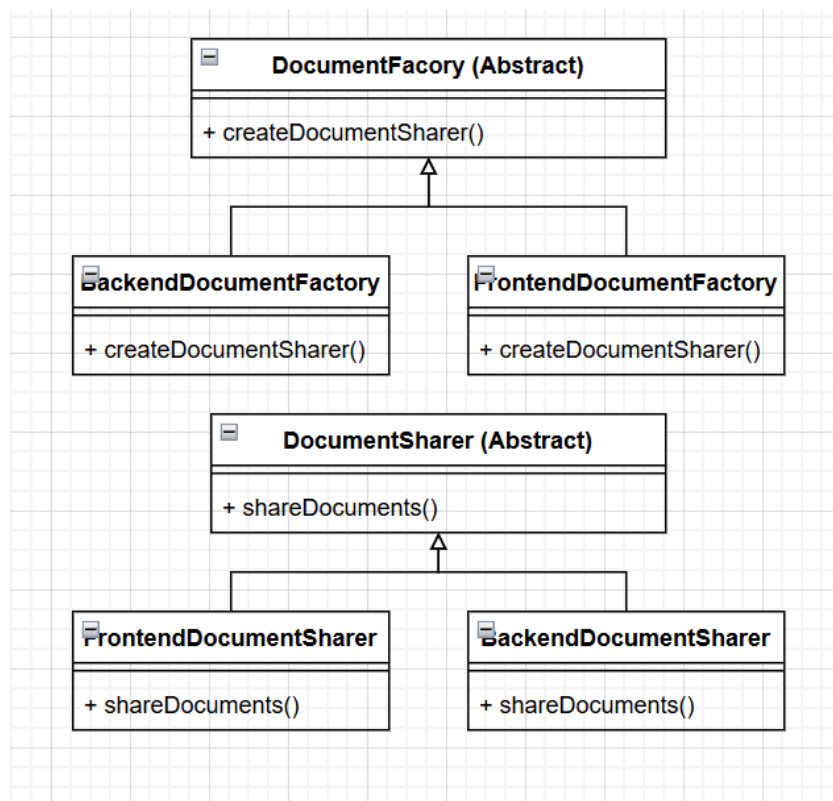 DocumentFacory (Abstract)
+ createDocumentSharer()
BackendDocumentFactory
FrontendDocumentFactory
+ createDocumentSharer()
+ createDocumentSharer()
DocumentSharer (Abstract)
+ shareDocuments()
FrontendDocumentSharer
BackendDocumentSharer
+ shareDocuments()
+ shareDocuments()